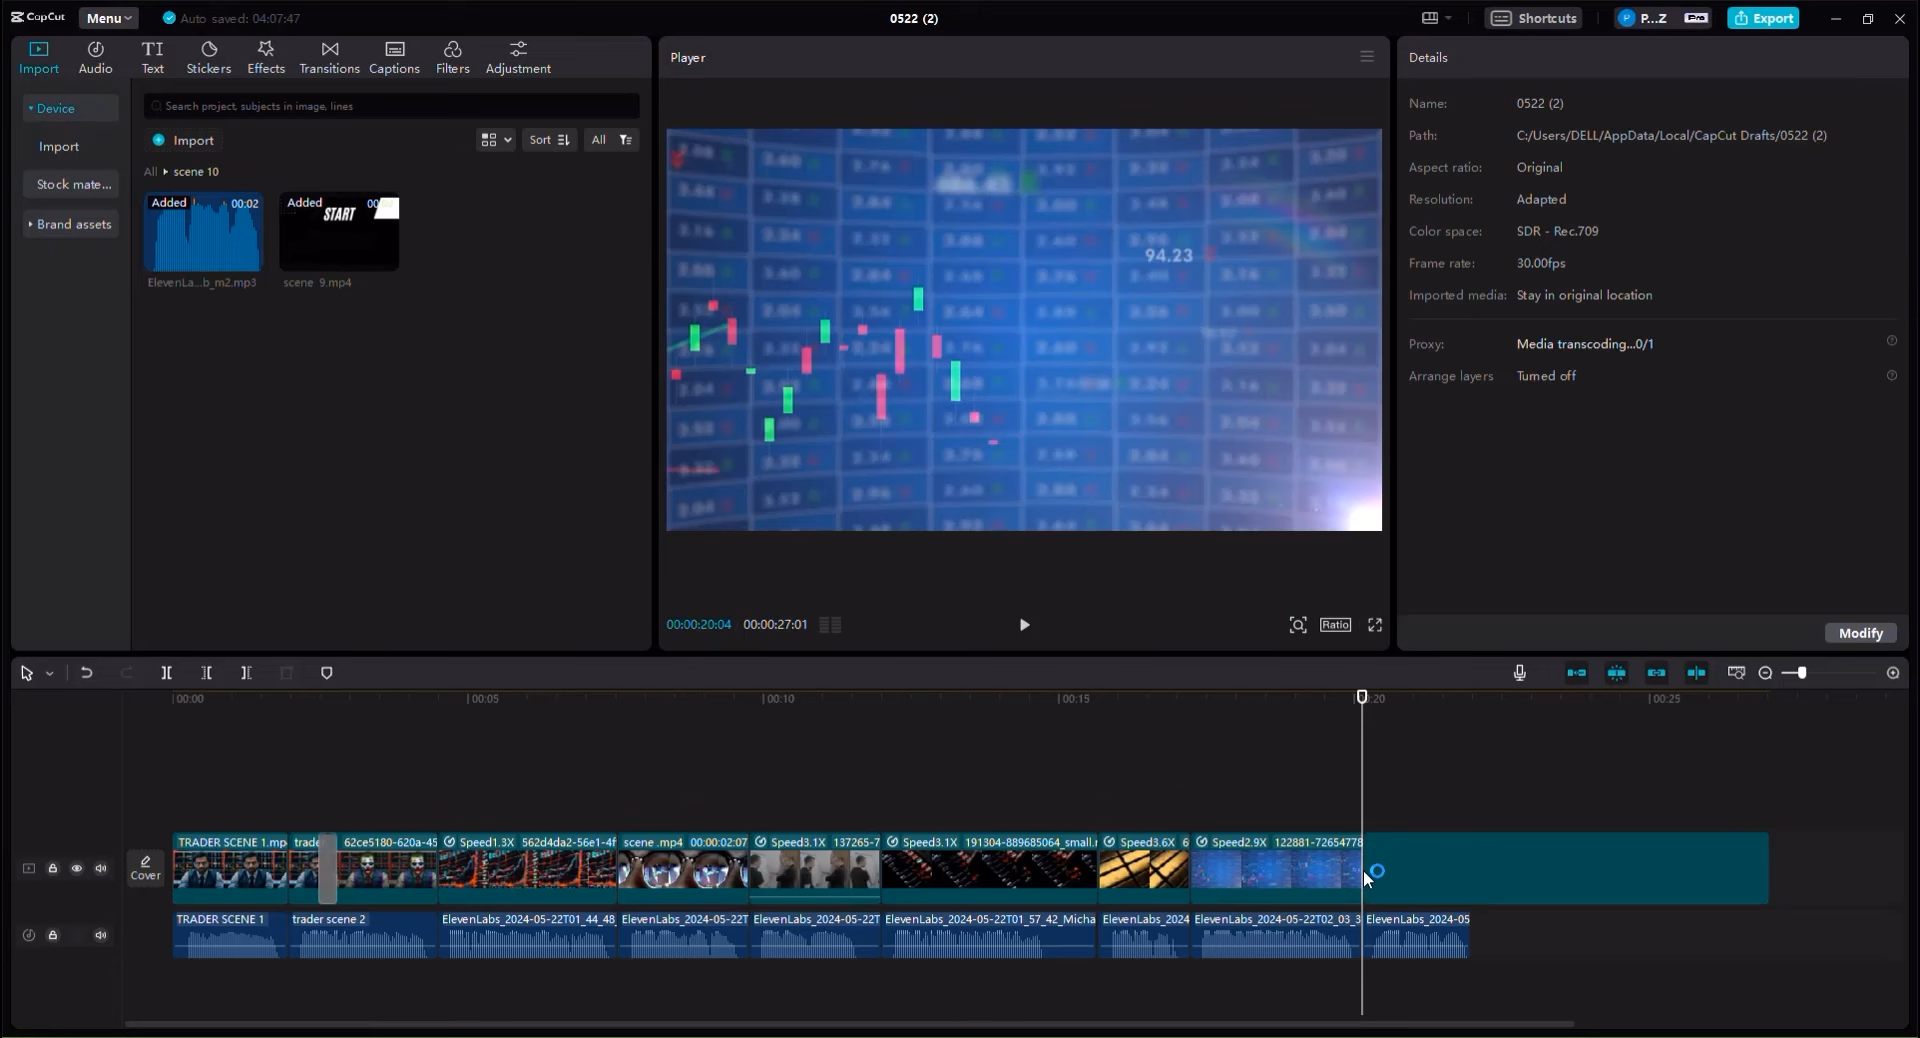 CapCut
Menu
Auto saved: 04:07:47
0522 (2)
Shortcuts
P...Z
Pro
Export
Import
Audio
TI
Text
Stickers
Effects
Transitions
Captions
Filters
Adjustment
Player
Details
Device
Import
Stock mate...
Brand assets
Search project, subjects in image, lines
Import
Sort
All
All
scene 10
Added
00:02
ElevenLa...b_m2.mp3
Added
START
scene 9.mp4
94.23
Name:
0522 (2)
Path:
C:/Users/DELL/AppData/Local/CapCut Drafts/0522 (2)
Aspect ratio:
Original
Resolution:
Adapted
Color space:
SDR - Rec.709
Frame rate:
30.00fps
Imported media:
Stay in original location
Proxy:
Media transcoding...0/1
Arrange layers
Turned off
Modify
00:00:20:04
00:00:27:01
Ratio
00:00
00:05
00:10
00:15
00:20
00:25
Cover
TRADER SCENE 1.mp
trade
62ce5180-620a-45
Speed1.3X
562d4da2-56e1-4f
scene .mp4
00:00:02:07
Speed3.1X
137265-7
Speed3.1X
191304-889685064_small.
Speed3.6X
6
Speed2.9X
122881-72654778
TRADER SCENE 1
trader scene 2
ElevenLabs_2024-05-22T01_44_48
ElevenLabs_2024-05-22T
ElevenLabs_2024-05-22T
ElevenLabs_2024-05-22T01_57_42_Micha
ElevenLabs_2024
ElevenLabs_2024-05-22T02_03_3
ElevenLabs_2024-05